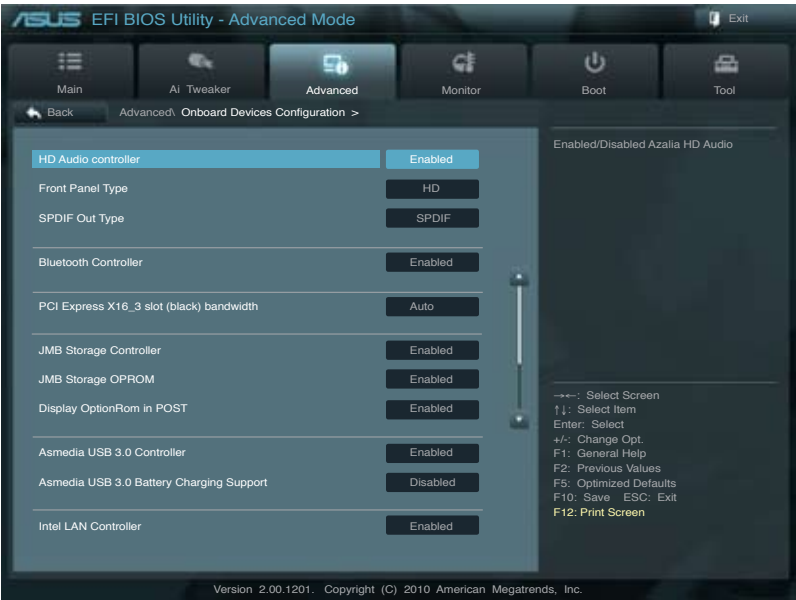 ASUS EFI BIOS Utility - Advanced Mode
Exit
Main
Ai Tweaker
Advanced
Monitor
Boot
Tool
Back
Advanced\ Onboard Devices Configuration >
HD Audio controller Enabled
Front Panel Type HD
SPDIF Out Type SPDIF
Bluetooth Controller Enabled
PCI Express X16_3 slot (black) bandwidth Auto
JMB Storage Controller Enabled
JMB Storage OPROM Enabled
Display OptionRom in POST Enabled
Asmedia USB 3.0 Controller Enabled
Asmedia USB 3.0 Battery Charging Support Disabled
Intel LAN Controller Enabled
Enabled/Disabled Azalia HD Audio
→←: Select Screen
↑↓: Select Item
Enter: Select
+/-: Change Opt.
F1: General Help
F2: Previous Values
F5: Optimized Defaults
F10: Save ESC: Exit
F12: Print Screen
Version 2.00.1201. Copyright (C) 2010 American Megatrends, Inc.